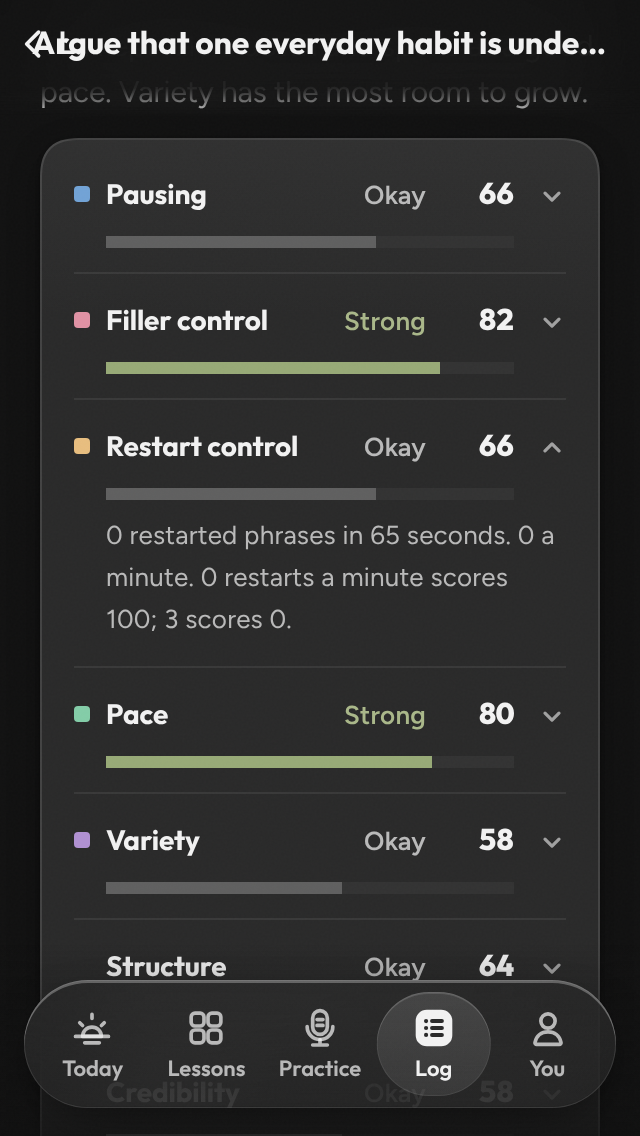 Argue that one everyday habit is unde...
pace. Variety has the most room to grow.
Pausing Okay 66
Filler control Strong 82
Restart control Okay 66
0 restarted phrases in 65 seconds. 0 a
minute. 0 restarts a minute scores
100; 3 scores 0.
Pace Strong 80
Variety Okay 58
Structure Okay 64
Today Lessons Practice Log You
Credibility Okay 58